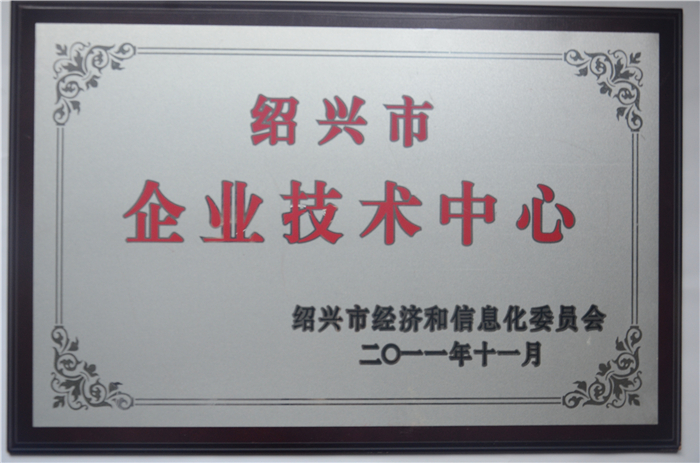 绍兴市
企业技术中心
绍兴市经济和信息化委员会
二〇一一年十一月